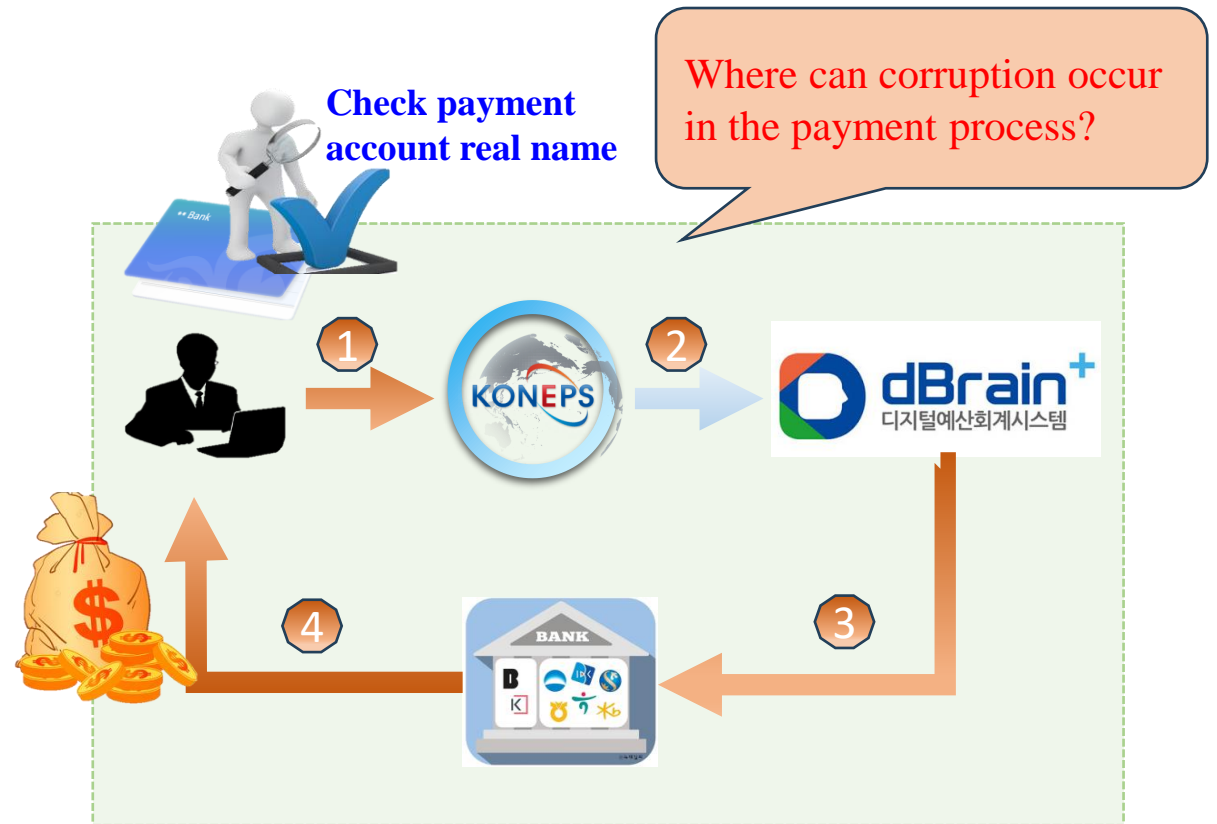 Where can corruption occur
in the payment process?
Check payment
account real name
** Bank
1
KONEPS
2
dBrain+
디지털예산회계시스템
4
3
BANK
B
K